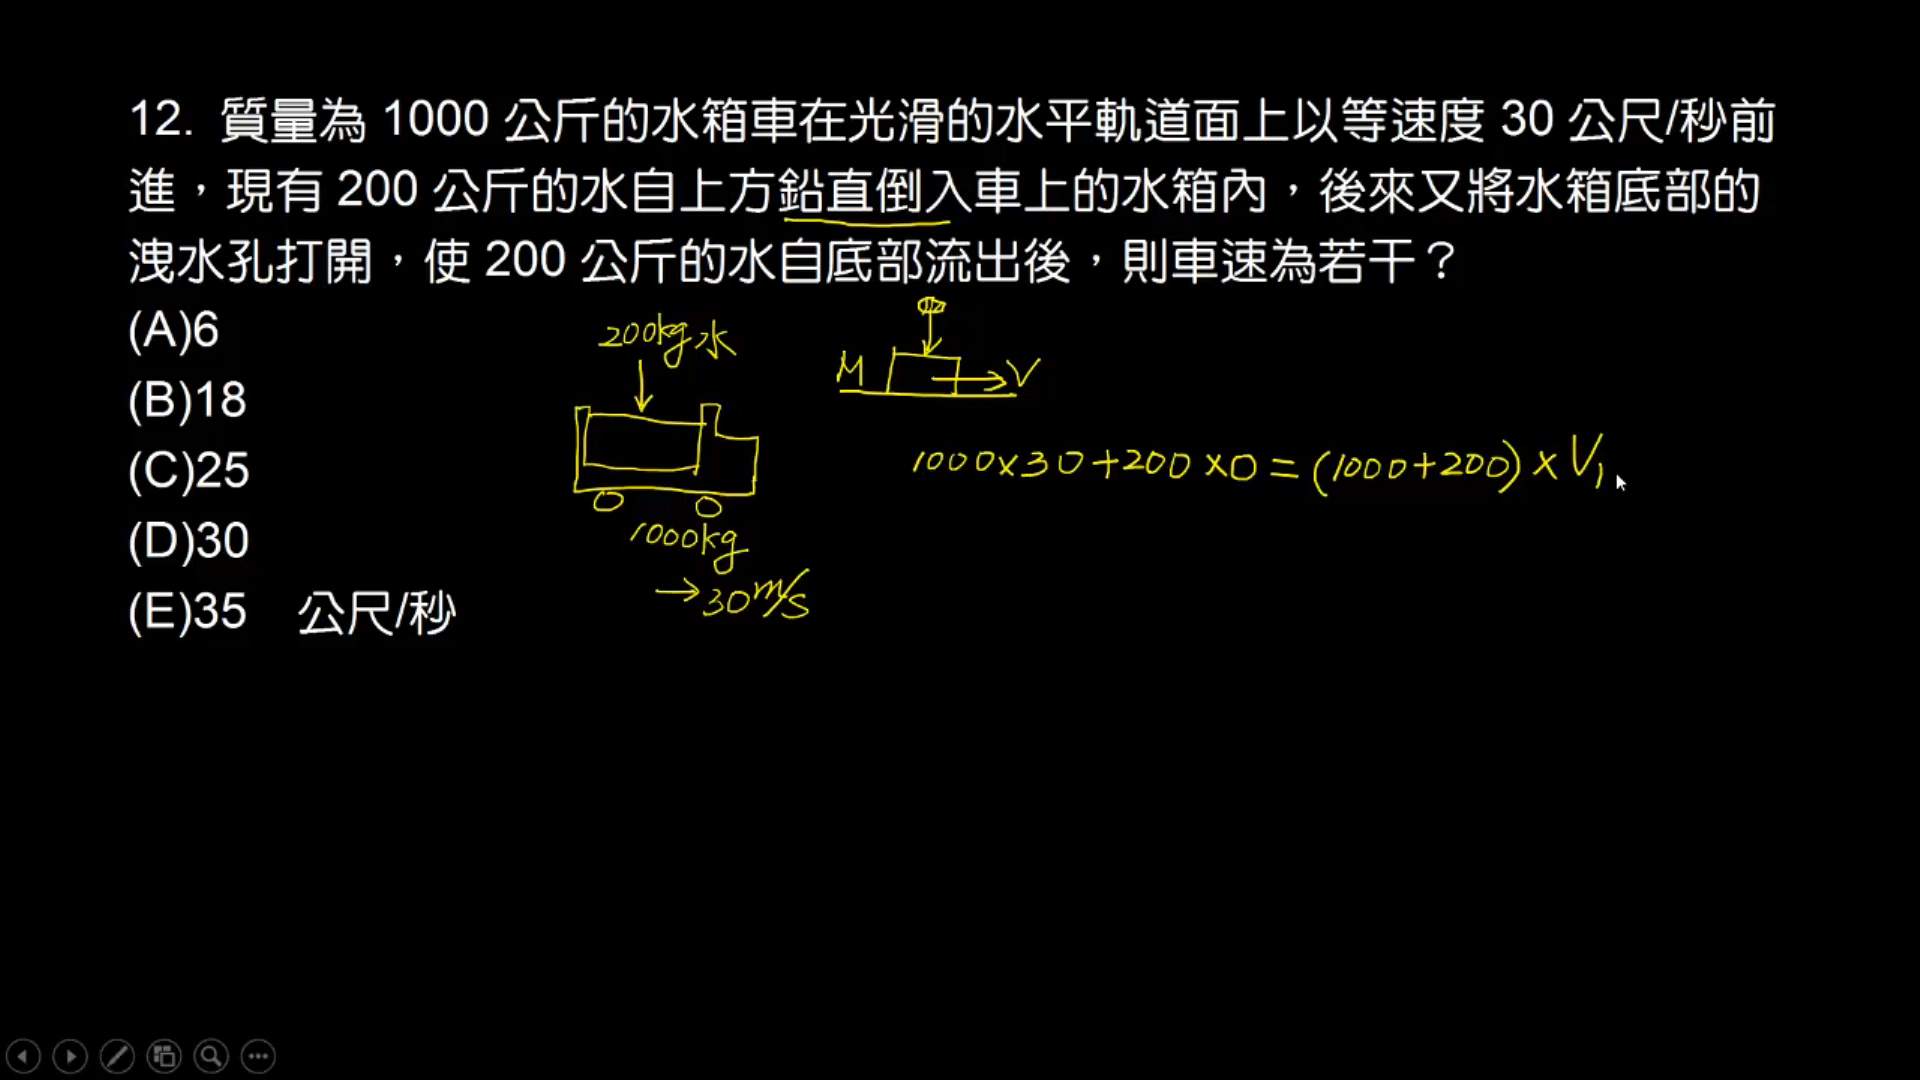 12. 質量為 1000 公斤的水箱車在光滑的水平軌道面上以等速度 30 公尺/秒前
進，現有 200 公斤的水自上方鉛直倒入車上的水箱內，後來又將水箱底部的
洩水孔打開，使 200 公斤的水自底部流出後，則車速為若干？
(A)6
(B)18
(C)25
(D)30
(E)35 公尺/秒
200kg水
M V
1000×30+200×0=(1000+200)×V₁
1000kg
→30m/s